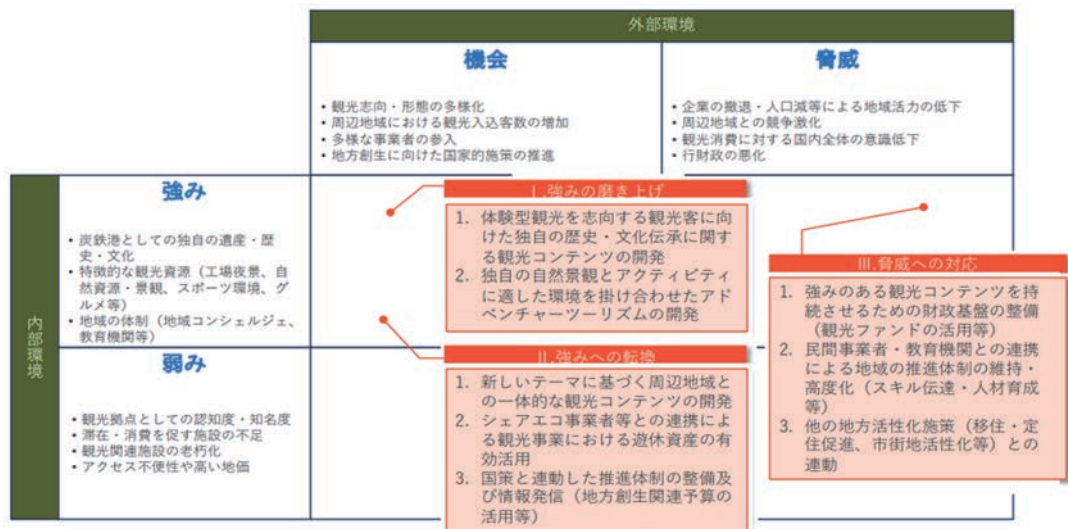 外部環境
機会
• 観光志向・形態の多様化
• 周辺地域における観光入込客数の増加
• 多様な事業者の参入
• 地方創生に向けた国家的施策の推進
脅威
• 企業の撤退・人口減等による地域活力の低下
• 周辺地域との競争激化
• 観光消費に対する国内全体の意識低下
• 行財政の悪化
内部環境
強み
• 炭鉄港としての独自の遺産・歴
史・文化
• 特徴的な観光資源（工場夜景、自
然資源・景観、スポーツ環境、グ
ルメ等）
• 地域の体制（地域コンシェルジェ、
教育機関等）
弱み
• 観光拠点としての認知度・知名度
• 滞在・消費を促す施設の不足
• 観光関連施設の老朽化
• アクセス不便性や高い地価
I.強みの磨き上げ
1. 体験型観光を志向する観光客に向
けた独自の歴史・文化伝承に関す
る観光コンテンツの開発
2. 独自の自然景観とアクティビティ
に適した環境を掛け合わせたアド
ベンチャーツーリズムの開発
II.強みへの転換
1. 新しいテーマに基づく周辺地域と
の一体的な観光コンテンツの開発
2. シェアエコ事業者等との連携によ
る観光事業における遊休資産の有
効活用
3. 国策と連動した推進体制の整備及
び情報発信（地方創生関連予算の
活用等）
III.脅威への対応
1. 強みのある観光コンテンツを持
続させるための財政基盤の整備
（観光ファンドの活用等）
2. 民間事業者・教育機関との連携
による地域の推進体制の維持・
高度化（スキル伝達・人材育成
等）
3. 他の地方活性化施策（移住・定
住促進、市街地活性化等）との
連動